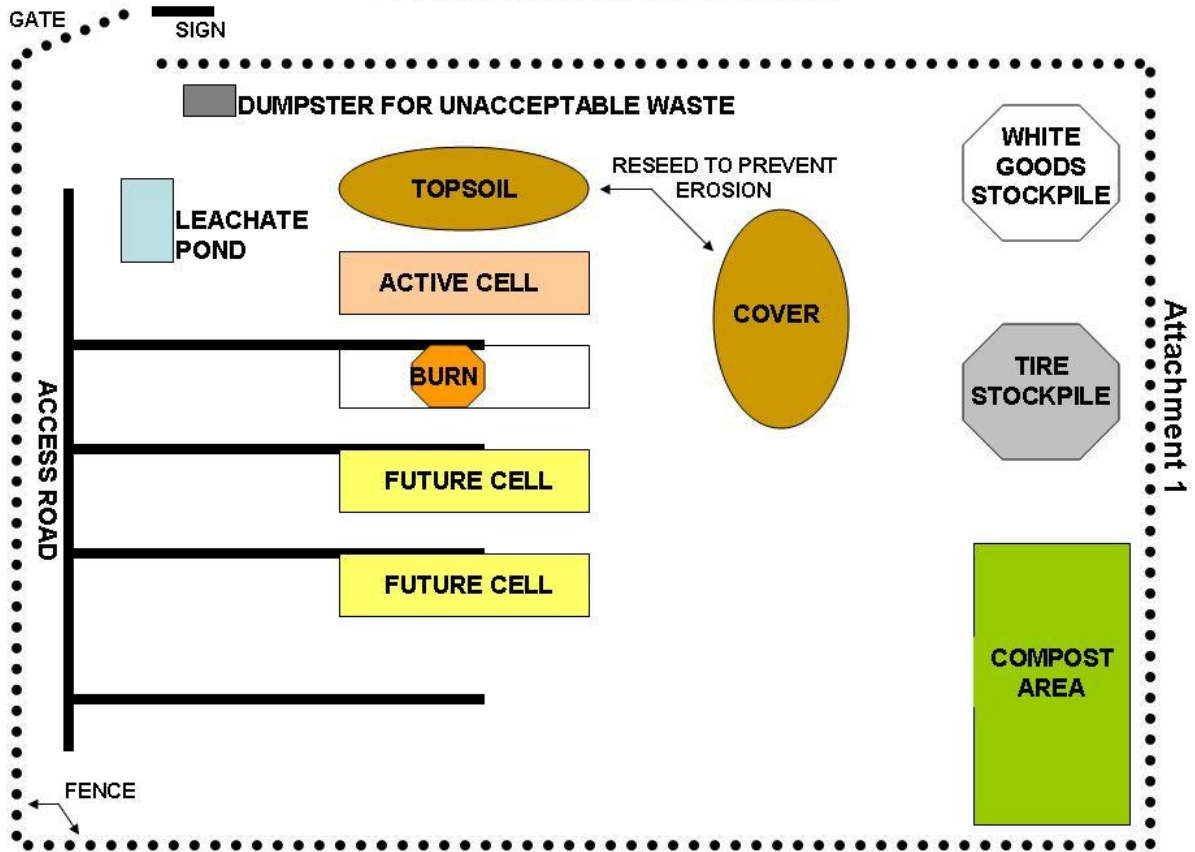 GATE
SIGN
DUMPSTER FOR UNACCEPTABLE WASTE
WHITE
GOODS
STOCKPILE
RESEED TO PREVENT
EROSION
TOPSOIL
LEACHATE
POND
ACTIVE CELL
COVER
Attachment 1
TIRE
STOCKPILE
BURN
ACCESS ROAD
FUTURE CELL
FUTURE CELL
COMPOST
AREA
FENCE